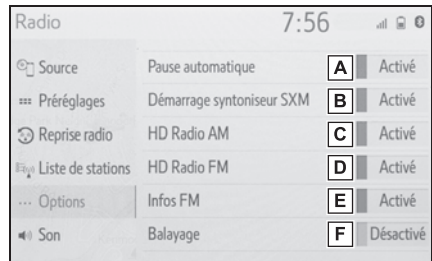 Radio 7:56
Source
Préréglages
Reprise radio
Liste de stations
Options
Son
Pause automatique A Activé
Démarrage syntoniseur SXM B Activé
HD Radio AM C Activé
HD Radio FM D Activé
Infos FM E Activé
Balayage F Désactivé